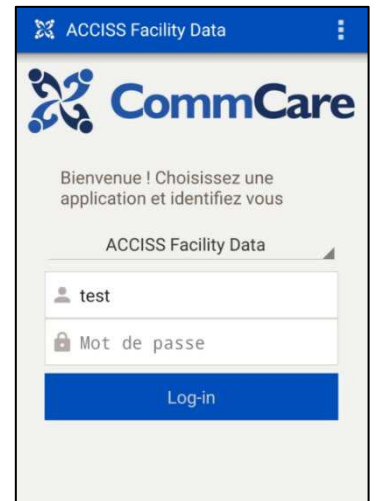 ACCISS Facility Data
CommCare
Bienvenue ! Choisissez une
application et identifiez vous
ACCISS Facility Data
test
Mot de passe
Log-in